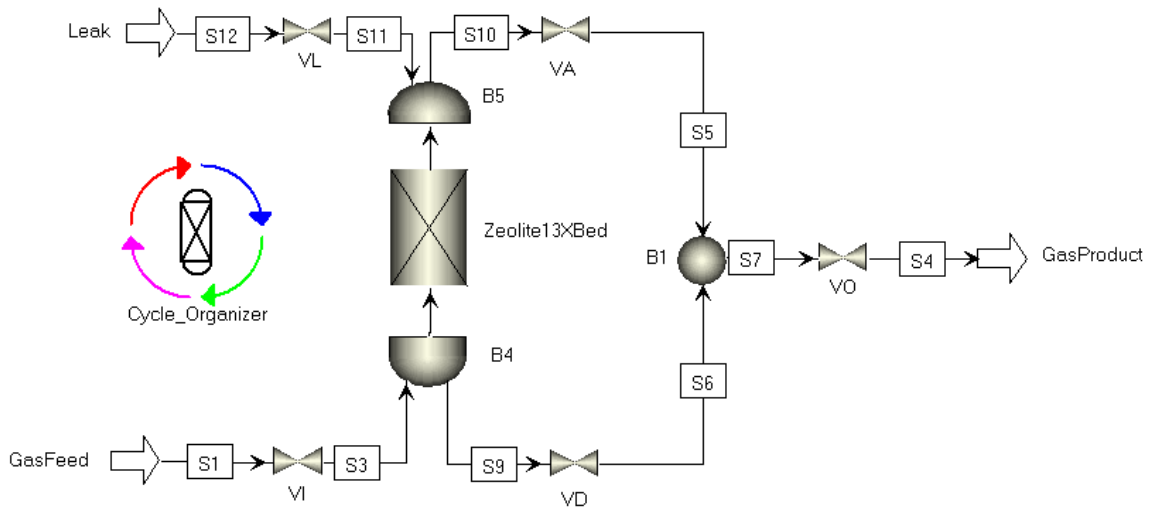 Leak
S12
VL
S11
S10
VA
B5
S5
Zeolite13XBed
B1
S7
VO
S4
GasProduct
Cycle_Organizer
B4
S6
GasFeed
S1
VI
S3
S9
VD